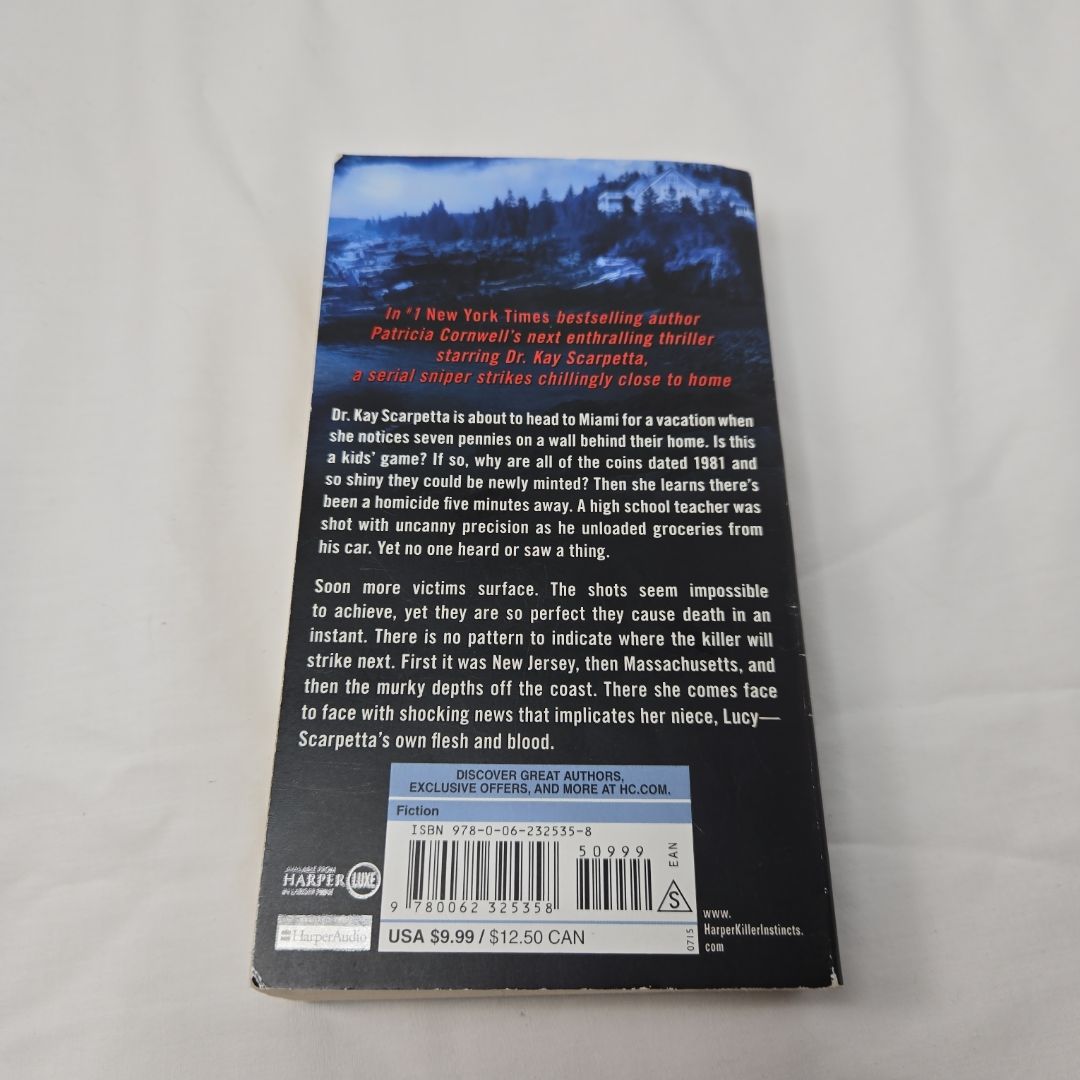 In #1 New York Times bestselling author
Patricia Cornwell's next enthralling thriller
starring Dr. Kay Scarpetta,
a serial sniper strikes chillingly close to home
Dr. Kay Scarpetta is about to head to Miami for a vacation when
she notices seven pennies on a wall behind their home. Is this
a kids' game? If so, why are all of the coins dated 1981 and
so shiny they could be newly minted? Then she learns there's
been a homicide five minutes away. A high school teacher was
shot with uncanny precision as he unloaded groceries from
his car. Yet no one heard or saw a thing.
Soon more victims surface. The shots seem impossible
to achieve, yet they are so perfect they cause death in an
instant. There is no pattern to indicate where the killer will
strike next. First it was New Jersey, then Massachusetts, and
then the murky depths off the coast. There she comes face
to face with shocking news that implicates her niece, Lucy—
Scarpetta's own flesh and blood.
DISCOVER GREAT AUTHORS,
EXCLUSIVE OFFERS, AND MORE AT HC.COM.
Fiction
ISBN 978-0-06-232535-8
50999
EAN
S
9 780062 325358
USA $9.99 / $12.50 CAN
0715
AVAILABLE FROM
HARPER LUXE
IN LARGER PRINT
HarperAudio
www.
HarperKillerInstincts.
com